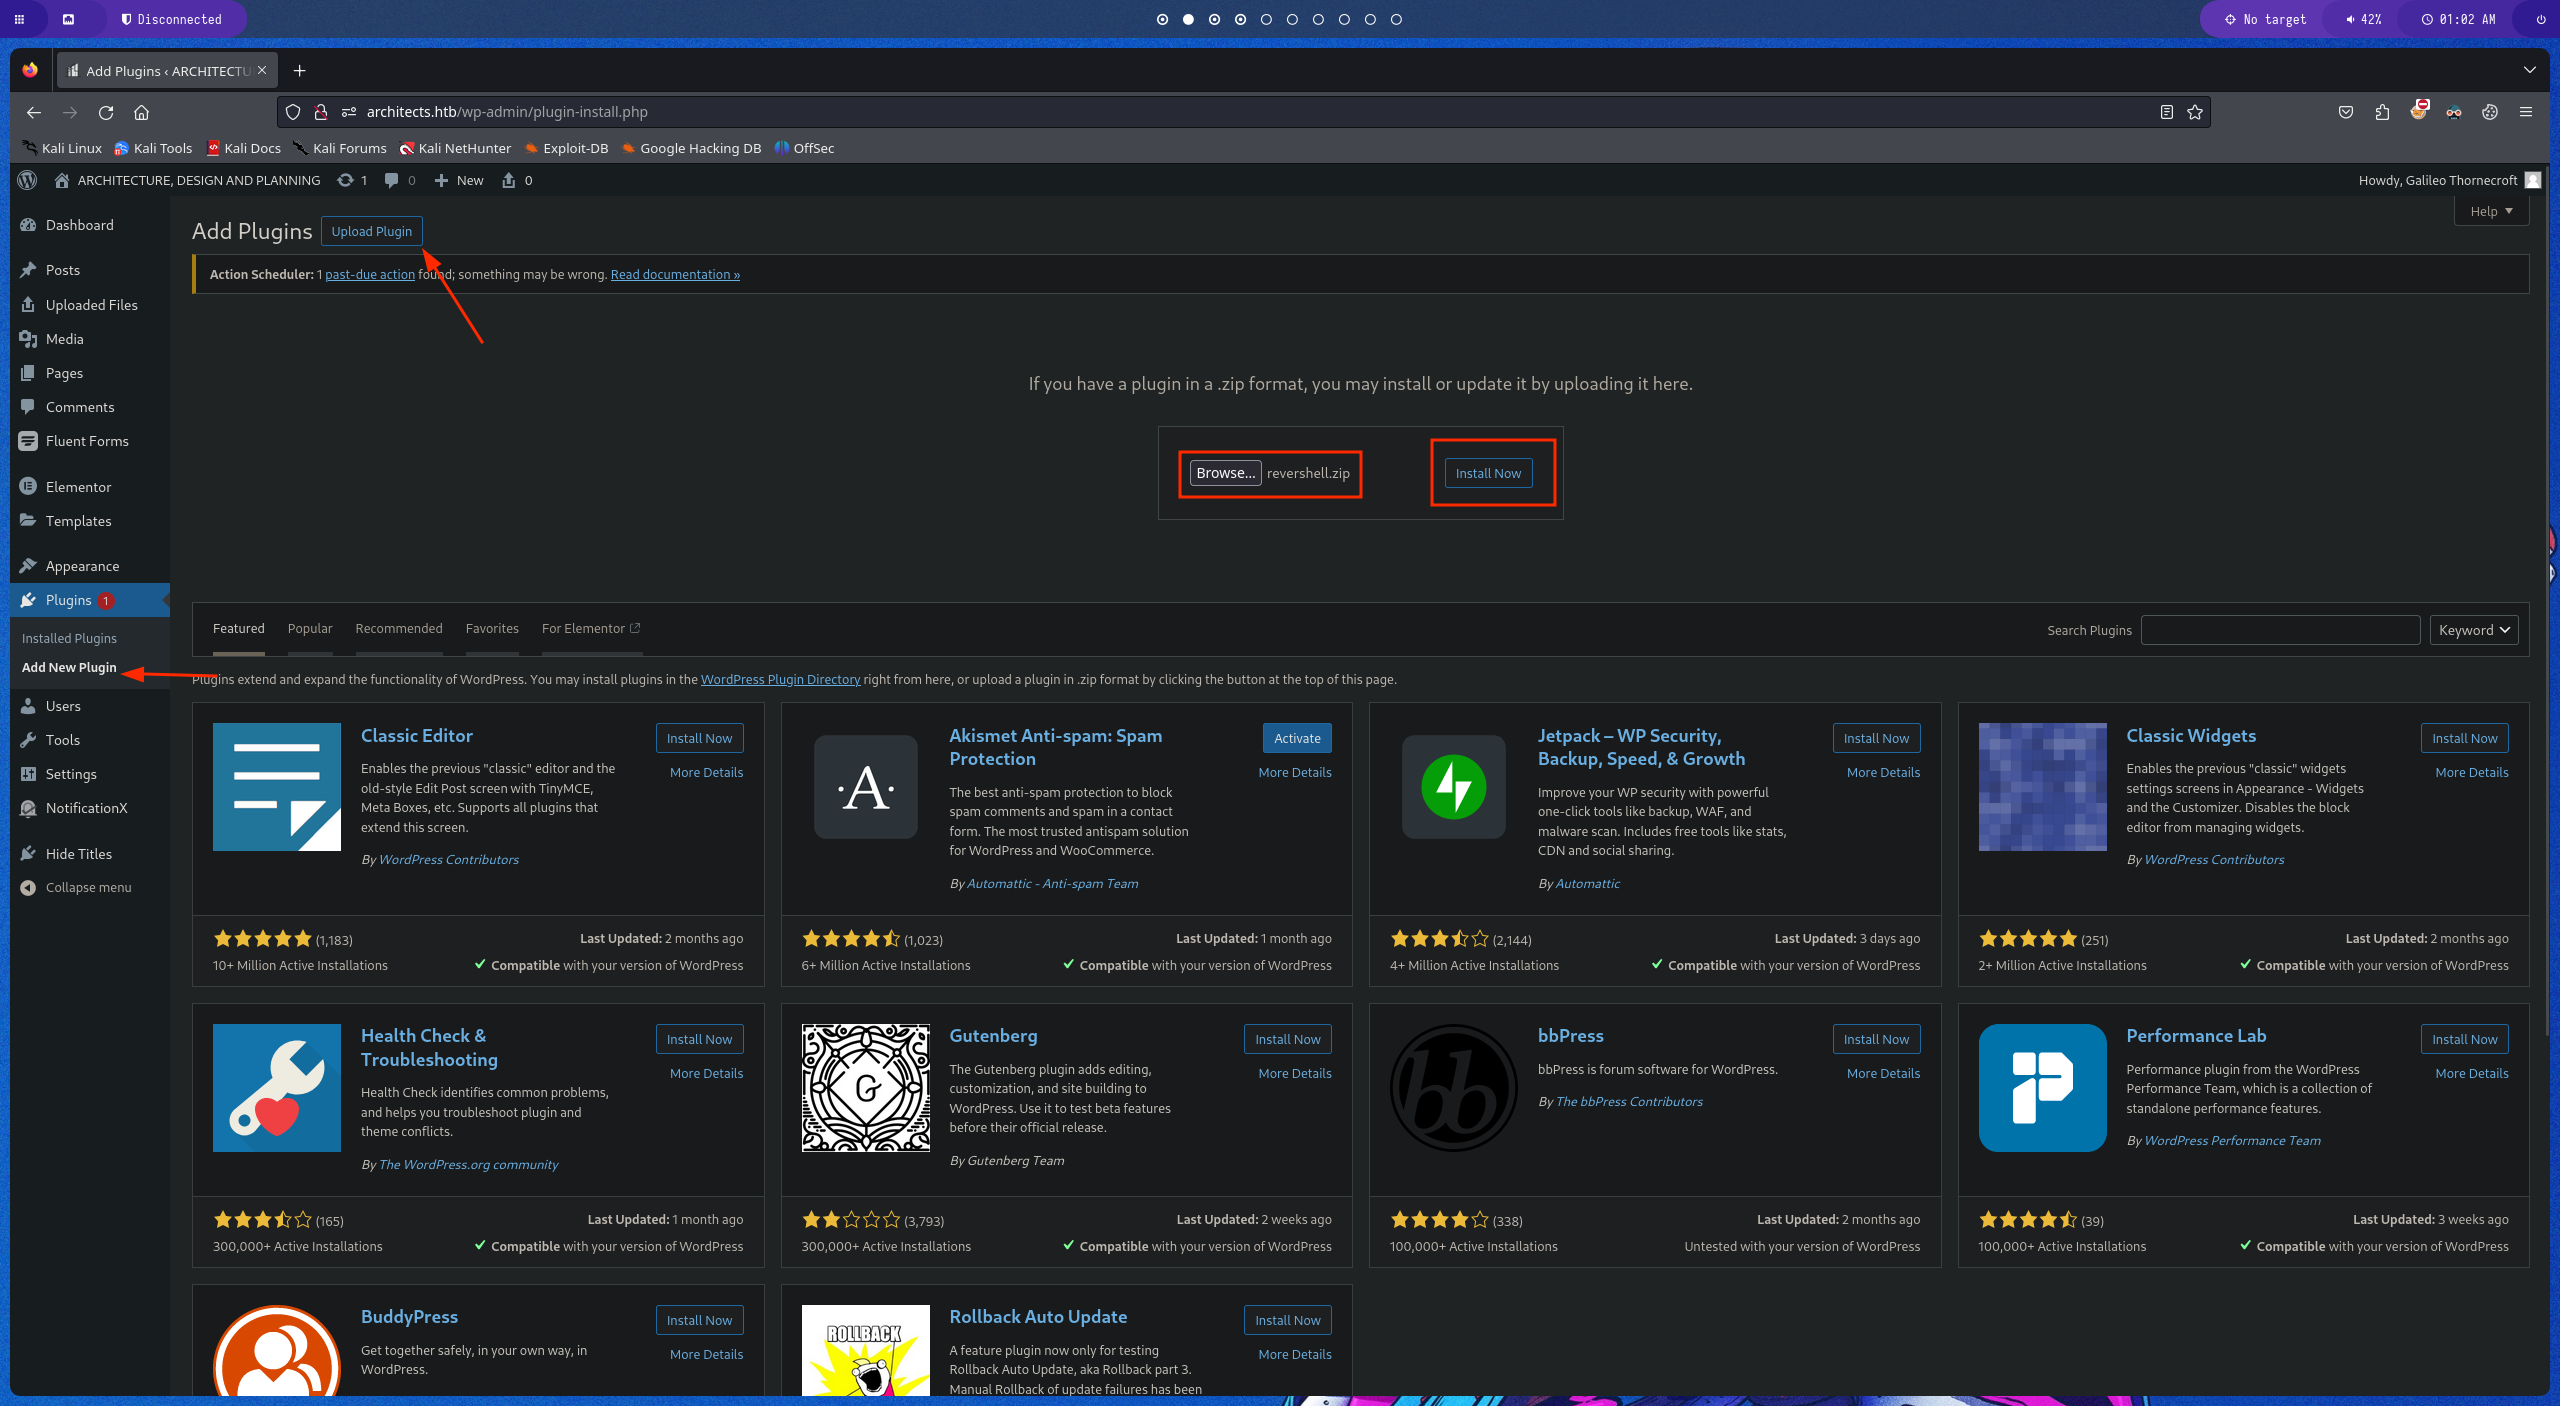 Disconnected
No target
42%
01:02 AM
Add Plugins ‹ ARCHITECTU
architects.htb/wp-admin/plugin-install.php
Kali Linux
Kali Tools
Kali Docs
Kali Forums
Kali NetHunter
Exploit-DB
Google Hacking DB
OffSec
ARCHITECTURE, DESIGN AND PLANNING
1
0
New
0
Howdy, Galileo Thornecroft
Dashboard
Posts
Uploaded Files
Media
Pages
Comments
Fluent Forms
Elementor
Templates
Appearance
Plugins 1
Installed Plugins
Add New Plugin
Users
Tools
Settings
NotificationX
Hide Titles
Collapse menu
Help
Add Plugins
Upload Plugin
Action Scheduler: 1 past-due action found; something may be wrong. Read documentation »
If you have a plugin in a .zip format, you may install or update it by uploading it here.
Browse... revershell.zip
Install Now
Featured
Popular
Recommended
Favorites
For Elementor
Search Plugins
Keyword
Plugins extend and expand the functionality of WordPress. You may install plugins in the WordPress Plugin Directory right from here, or upload a plugin in .zip format by clicking the button at the top of this page.
Classic Editor
Install Now
More Details
Enables the previous "classic" editor and the
old-style Edit Post screen with TinyMCE,
Meta Boxes, etc. Supports all plugins that
extend this screen.
By WordPress Contributors
(1,183)
Last Updated: 2 months ago
10+ Million Active Installations
Compatible with your version of WordPress
·A·
Akismet Anti-spam: Spam
Protection
Activate
More Details
The best anti-spam protection to block
spam comments and spam in a contact
form. The most trusted antispam solution
for WordPress and WooCommerce.
By Automattic - Anti-spam Team
(1,023)
Last Updated: 1 month ago
6+ Million Active Installations
Compatible with your version of WordPress
Jetpack – WP Security,
Backup, Speed, & Growth
Install Now
More Details
Improve your WP security with powerful
one-click tools like backup, WAF, and
malware scan. Includes free tools like stats,
CDN and social sharing.
By Automattic
(2,144)
Last Updated: 3 days ago
4+ Million Active Installations
Compatible with your version of WordPress
Classic Widgets
Install Now
More Details
Enables the previous "classic" widgets
settings screens in Appearance - Widgets
and the Customizer. Disables the block
editor from managing widgets.
By WordPress Contributors
(251)
Last Updated: 2 months ago
2+ Million Active Installations
Compatible with your version of WordPress
Health Check &
Troubleshooting
Install Now
More Details
Health Check identifies common problems,
and helps you troubleshoot plugin and
theme conflicts.
By The WordPress.org community
(165)
Last Updated: 1 month ago
300,000+ Active Installations
Compatible with your version of WordPress
G
Gutenberg
Install Now
More Details
The Gutenberg plugin adds editing,
customization, and site building to
WordPress. Use it to test beta features
before their official release.
By Gutenberg Team
(3,793)
Last Updated: 2 weeks ago
300,000+ Active Installations
Compatible with your version of WordPress
bb
bbPress
Install Now
More Details
bbPress is forum software for WordPress.
By The bbPress Contributors
(338)
Last Updated: 2 months ago
100,000+ Active Installations
Untested with your version of WordPress
Performance Lab
Install Now
More Details
Performance plugin from the WordPress
Performance Team, which is a collection of
standalone performance features.
By WordPress Performance Team
(39)
Last Updated: 3 weeks ago
100,000+ Active Installations
Compatible with your version of WordPress
BuddyPress
Install Now
More Details
Get together safely, in your own way, in
WordPress.
ROLLBACK
Rollback Auto Update
Install Now
More Details
A feature plugin now only for testing
Rollback Auto Update, aka Rollback part 3.
Manual Rollback of update failures has been